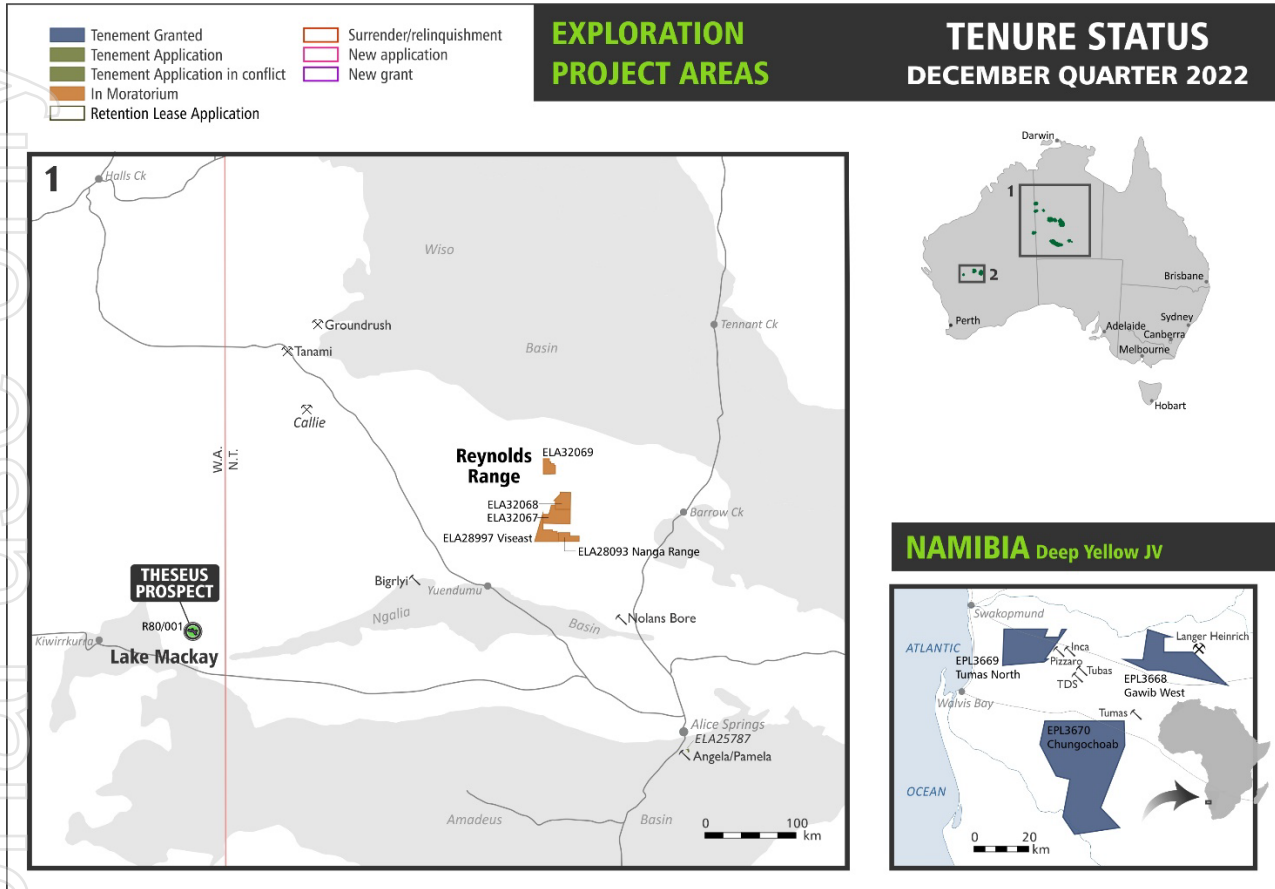 Tenement Granted
Tenement Application
Tenement Application in conflict
In Moratorium
Retention Lease Application
Surrender/relinquishment
New application
New grant
EXPLORATION
PROJECT AREAS
TENURE STATUS
DECEMBER QUARTER 2022
1
Halls Ck
Wiso
Groundrush
Tennant Ck
Tanami
Basin
Callie
W.A.
N.T.
Reynolds
Range
ELA32069
ELA32068
ELA32067
Barrow Ck
ELA28997 Viseast
ELA28093 Nanga Range
THESEUS
PROSPECT
Bigrlyi
Yuendumu
Ngalia
Basin
Nolans Bore
R80/001
Kiwirrkurra
Lake Mackay
Alice Springs
ELA25787
Angela/Pamela
Amadeus
Basin
0 100
km
Darwin
1
2
Brisbane
Perth
Sydney
Adelaide
Canberra
Melbourne
Hobart
NAMIBIA Deep Yellow JV
Swakopmund
ATLANTIC
Langer Heinrich
Inca
EPL3669
Pizzaro
Tumas North
Tubas
TDS
EPL3668
Gawib West
Walvis Bay
Tumas
EPL3670
Chungochoab
OCEAN
0 20
km